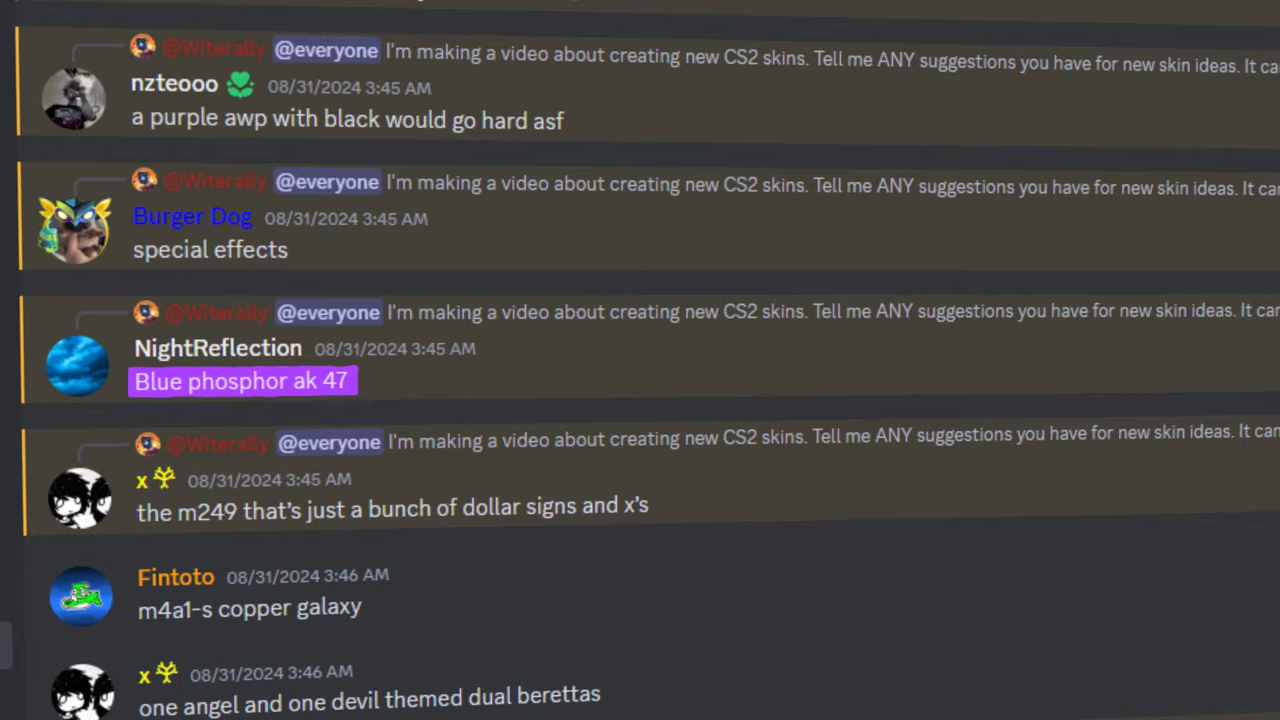 @Witerally @everyone I'm making a video about creating new CS2 skins. Tell me ANY suggestions you have for new skin ideas. It
nzteooo 08/31/2024 3:45 AM
a purple awp with black would go hard asf
@Witerally @everyone I'm making a video about creating new CS2 skins. Tell me ANY suggestions you have for new skin ideas. It
Burger Dog 08/31/2024 3:45 AM
special effects
@Witerally @everyone I'm making a video about creating new CS2 skins. Tell me ANY suggestions you have for new skin ideas. It
NightReflection 08/31/2024 3:45 AM
Blue phosphor ak 47
@Witerally @everyone I'm making a video about creating new CS2 skins. Tell me ANY suggestions you have for new skin ideas. It
x 08/31/2024 3:45 AM
the m249 that's just a bunch of dollar signs and x's
Fintoto 08/31/2024 3:46 AM
m4a1-s copper galaxy
x 08/31/2024 3:46 AM
one angel and one devil themed dual berettas